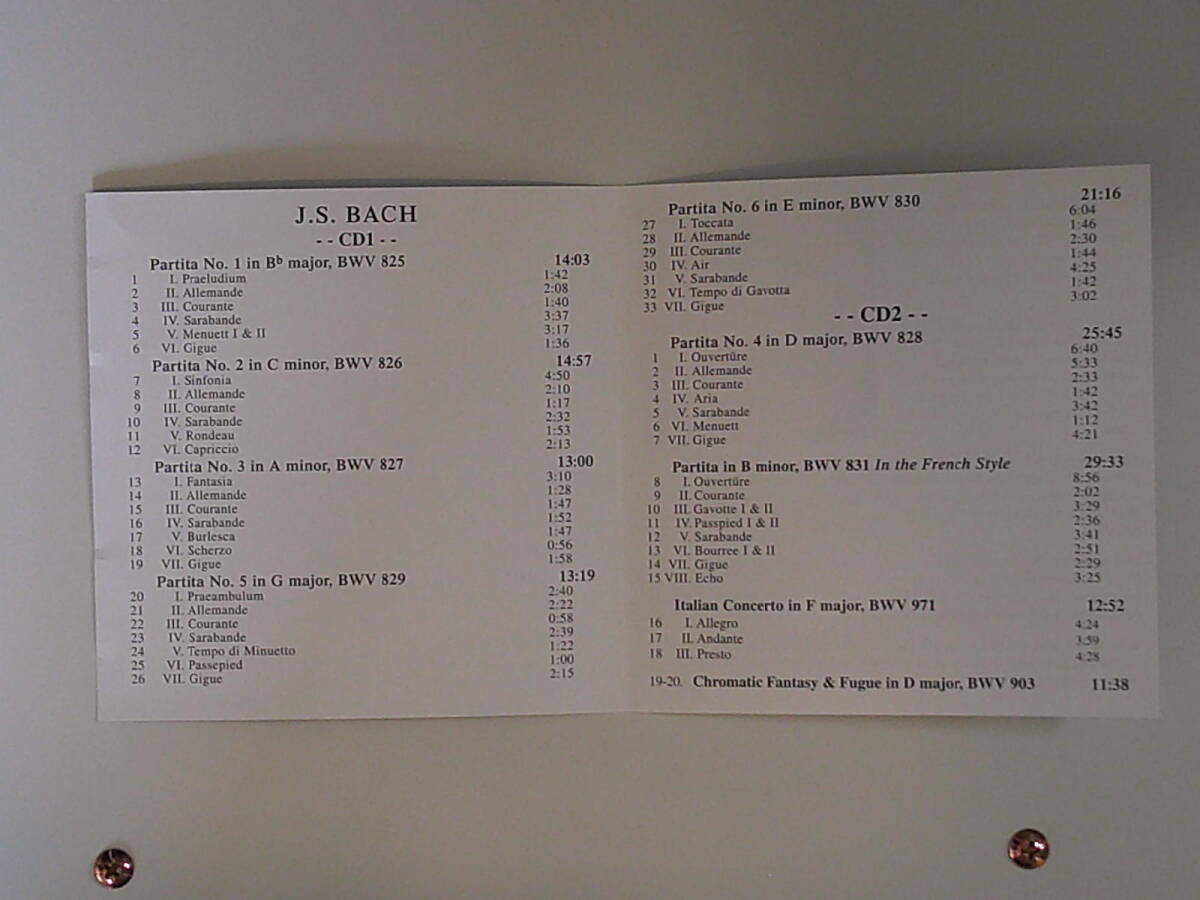 J.S. BACH
- - CD1 - -
Partita No. 1 in Bb major, BWV 825 14:03
1 I. Praeludium 1:42
2 II. Allemande 2:08
3 III. Courante 1:40
4 IV. Sarabande 3:37
5 V. Menuett I & II 3:17
6 VI. Gigue 1:36
Partita No. 2 in C minor, BWV 826 14:57
7 I. Sinfonia 4:50
8 II. Allemande 2:10
9 III. Courante 1:17
10 IV. Sarabande 2:32
11 V. Rondeau 1:53
12 VI. Capriccio 2:13
Partita No. 3 in A minor, BWV 827 13:00
13 I. Fantasia 3:10
14 II. Allemande 1:28
15 III. Courante 1:47
16 IV. Sarabande 1:52
17 V. Burlesca 1:47
18 VI. Scherzo 0:56
19 VII. Gigue 1:58
Partita No. 5 in G major, BWV 829 13:19
20 I. Praeambulum 2:40
21 II. Allemande 2:22
22 III. Courante 0:58
23 IV. Sarabande 2:39
24 V. Tempo di Minuetto 1:22
25 VI. Passepied 1:00
26 VII. Gigue 2:15
Partita No. 6 in E minor, BWV 830 21:16
27 I. Toccata 6:04
28 II. Allemande 1:46
29 III. Courante 2:30
30 IV. Air 1:44
31 V. Sarabande 4:25
32 VI. Tempo di Gavotta 1:42
33 VII. Gigue 3:02
- - CD2 - -
Partita No. 4 in D major, BWV 828 25:45
1 I. Ouvertüre 6:40
2 II. Allemande 5:33
3 III. Courante 2:33
4 IV. Aria 1:42
5 V. Sarabande 3:42
6 VI. Menuett 1:12
7 VII. Gigue 4:21
Partita in B minor, BWV 831 In the French Style 29:33
8 I. Ouvertüre 8:56
9 II. Courante 2:02
10 III. Gavotte I & II 3:29
11 IV. Passpied I & II 2:36
12 V. Sarabande 3:41
13 VI. Bourree I & II 2:51
14 VII. Gigue 2:29
15 VIII. Echo 3:25
Italian Concerto in F major, BWV 971 12:52
16 I. Allegro 4:24
17 II. Andante 3:59
18 III. Presto 4:28
19-20. Chromatic Fantasy & Fugue in D major, BWV 903 11:38